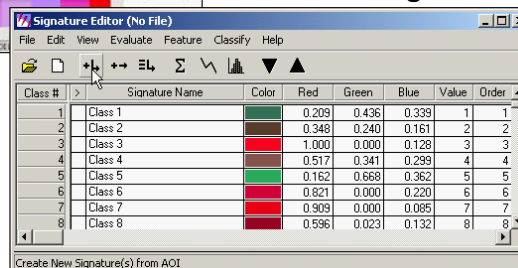 Signature Editor (No File)
File Edit View Evaluate Feature Classify Help
Class # > Signature Name Color Red Green Blue Value Order
1 Class 1 0.209 0.436 0.339 1 1
2 Class 2 0.348 0.240 0.161 2 2
3 Class 3 1.000 0.000 0.128 3 3
4 Class 4 0.517 0.341 0.299 4 4
5 Class 5 0.162 0.668 0.362 5 5
6 Class 6 0.821 0.000 0.220 6 6
7 Class 7 0.909 0.000 0.085 7 7
8 Class 8 0.596 0.023 0.132 8 8
Create New Signature(s) from AOI